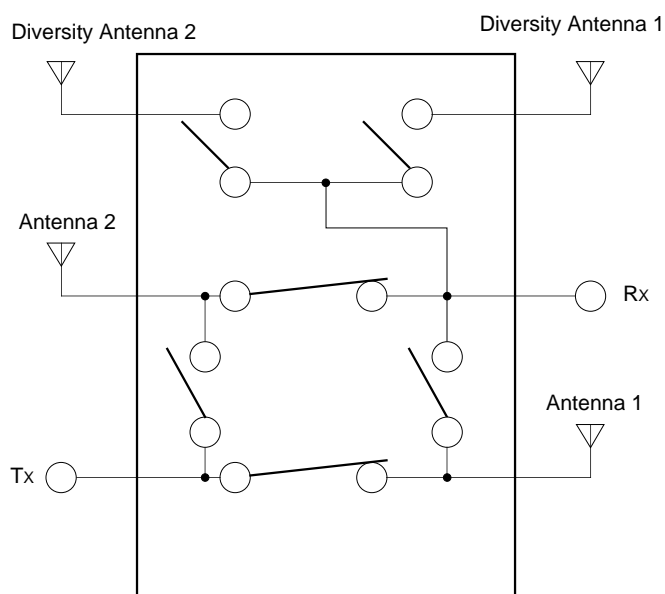 Diversity Antenna 2
Diversity Antenna 1
Antenna 2
Rx
Antenna 1
Tx